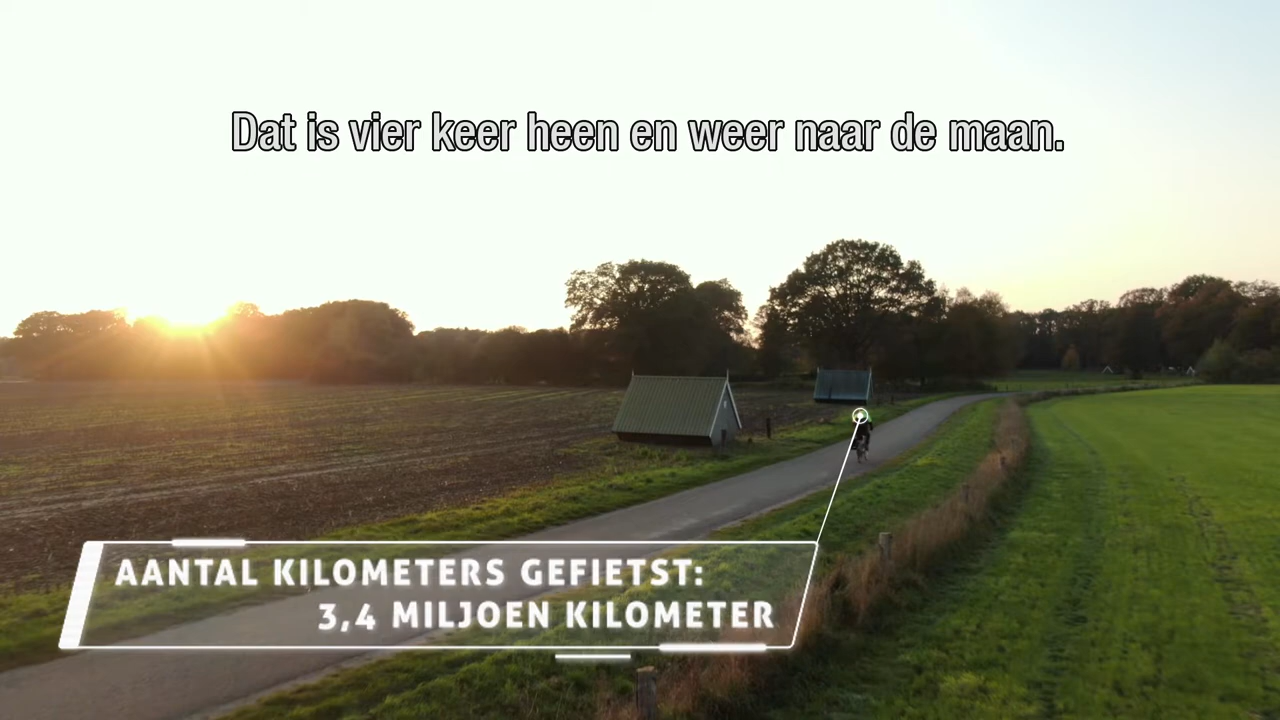 Dat is vier keer heen en weer naar de maan.
AANTAL KILOMETERS GEFIETST:
3,4 MILJOEN KILOMETER